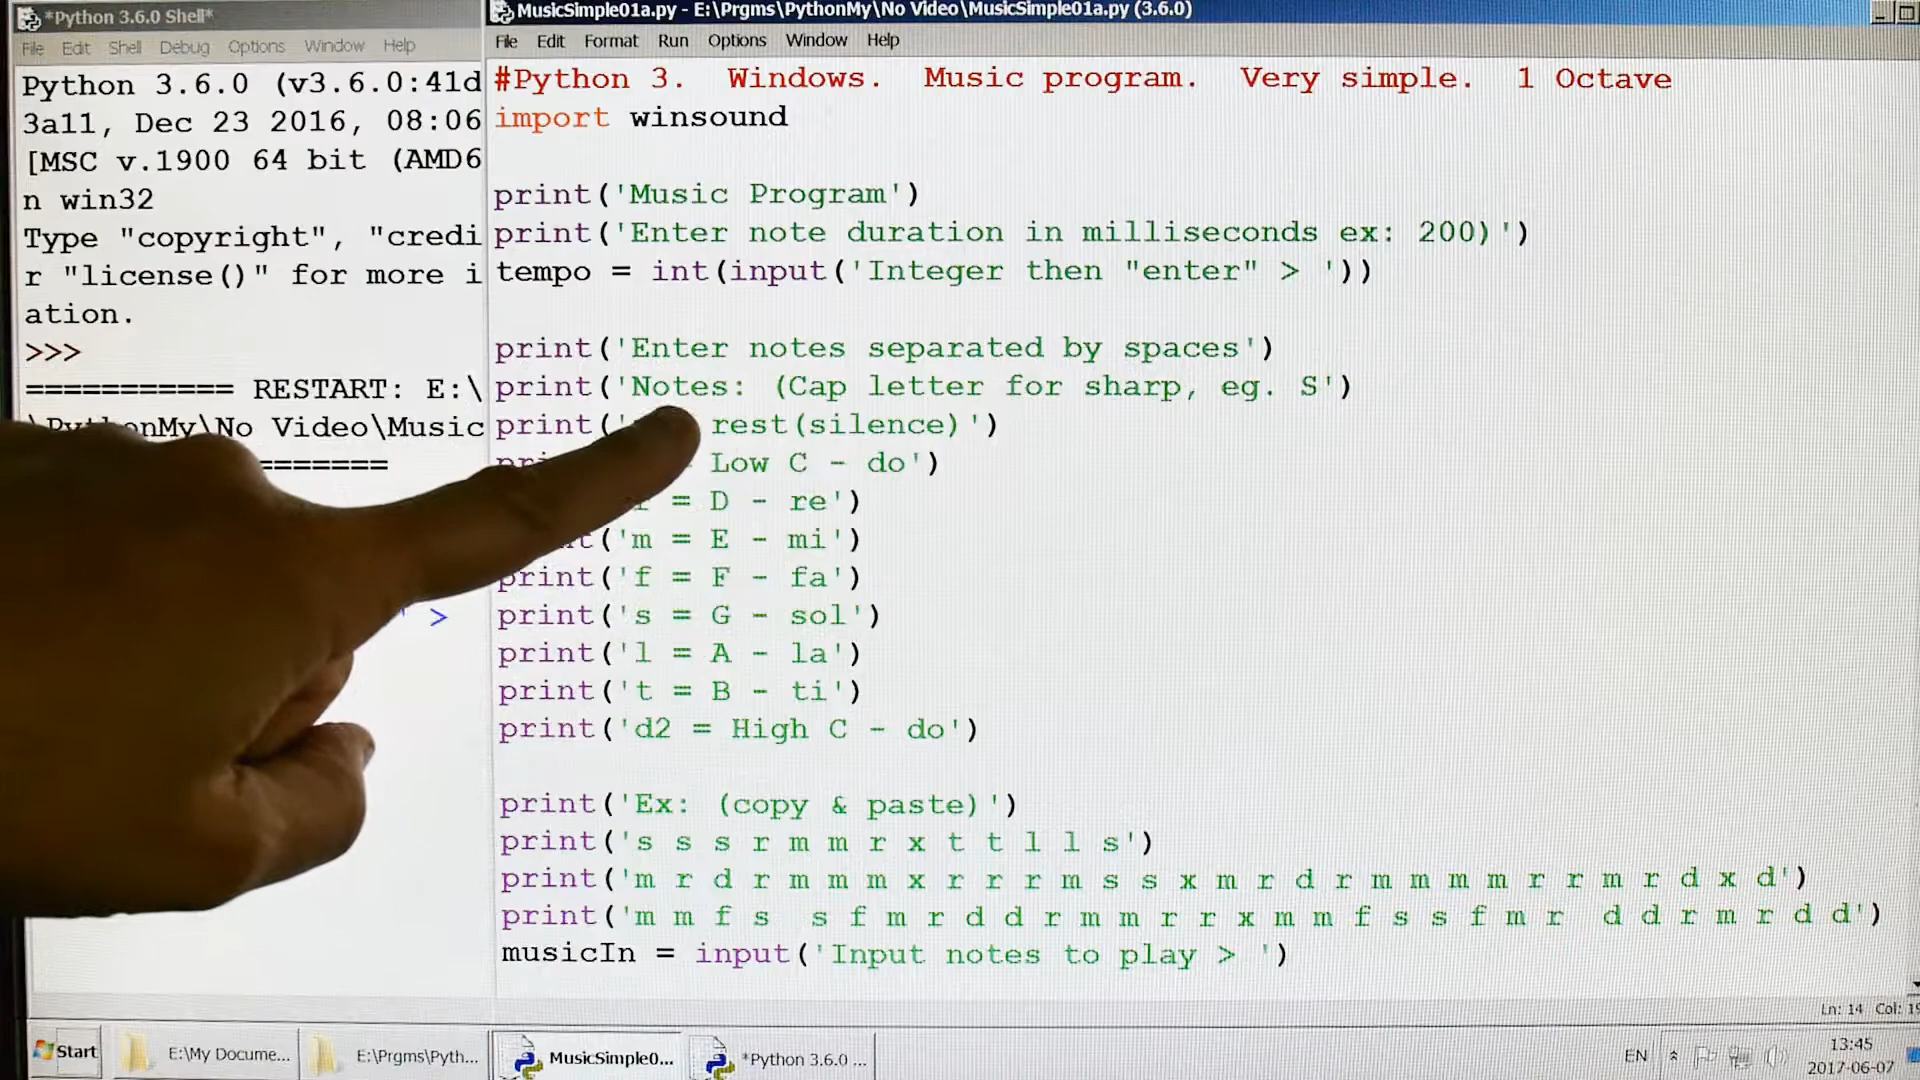 *Python 3.6.0 Shell*
File Edit Shell Debug Options Window Help
Python 3.6.0 (v3.6.0:41d
3a11, Dec 23 2016, 08:06
[MSC v.1900 64 bit (AMD6
n win32
Type "copyright", "credi
r "license()" for more i
ation.
>>>
=========== RESTART: E:\
\PythonMy\No Video\Music
=======
>
MusicSimple01a.py - E:\Prgms\PythonMy\No Video\MusicSimple01a.py (3.6.0)
File Edit Format Run Options Window Help
#Python 3.  Windows.  Music program.  Very simple.  1 Octave
import winsound
print('Music Program')
print('Enter note duration in milliseconds ex: 200)')
tempo = int(input('Integer then "enter" > '))
print('Enter notes separated by spaces')
print('Notes: (Cap letter for sharp, eg. S')
print(' rest(silence)')
Low C - do')
= D - re')
('m = E - mi')
print('f = F - fa')
print('s = G - sol')
print('l = A - la')
print('t = B - ti')
print('d2 = High C - do')
print('Ex: (copy & paste)')
print('s s s r m m r x t t l l s')
print('m r d r m m m x r r r m s s x m r d r m m m m r r m r d x d')
print('m m f s  s f m r d d r m m r r x m m f s s f m r  d d r m r d d')
musicIn = input('Input notes to play > ')
Ln: 14 Col: 19
Start E:\My Docume... E:\Prgms\Pyth... MusicSimple0... *Python 3.6.0 ... EN 13:45
2017-06-07